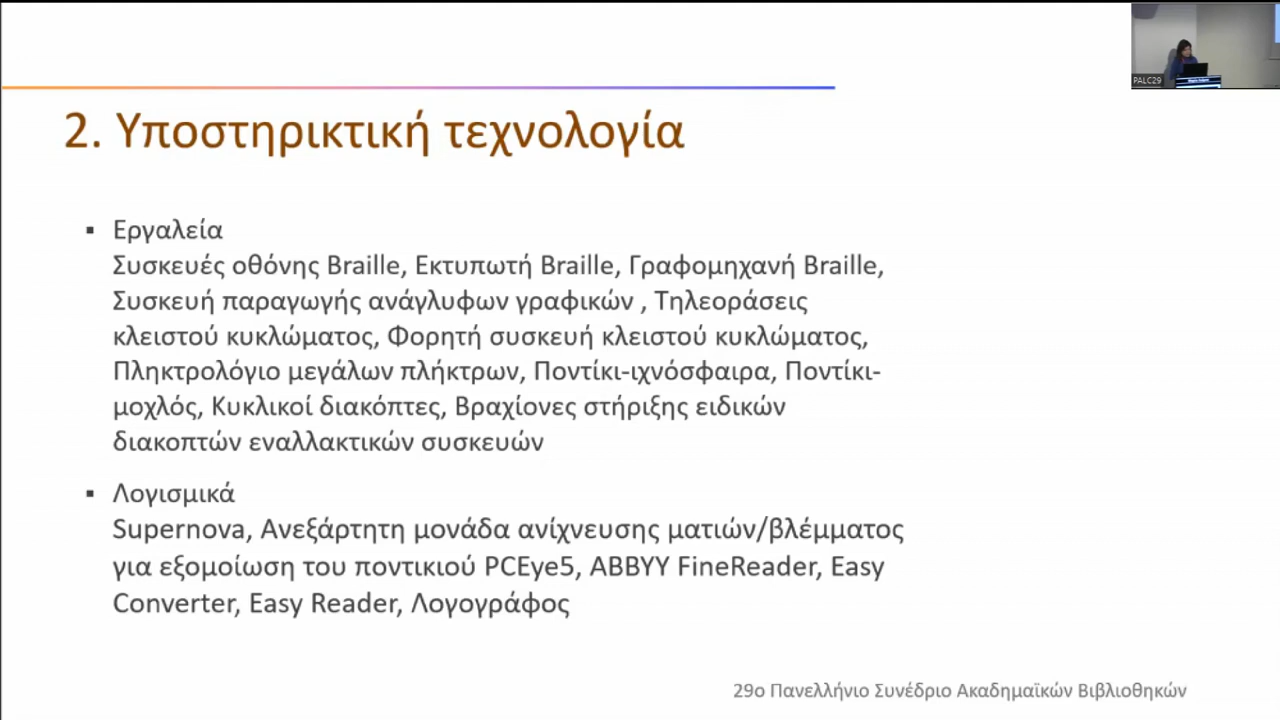 PALC29
2. Υποστηρικτική τεχνολογία
▪ Εργαλεία
Συσκευές οθόνης Braille, Εκτυπωτή Braille, Γραφομηχανή Braille,
Συσκευή παραγωγής ανάγλυφων γραφικών , Τηλεοράσεις
κλειστού κυκλώματος, Φορητή συσκευή κλειστού κυκλώματος,
Πληκτρολόγιο μεγάλων πλήκτρων, Ποντίκι-ιχνόσφαιρα, Ποντίκι-
μοχλός, Κυκλικοί διακόπτες, Βραχίονες στήριξης ειδικών
διακοπτών εναλλακτικών συσκευών
▪ Λογισμικά
Supernova, Ανεξάρτητη μονάδα ανίχνευσης ματιών/βλέμματος
για εξομοίωση του ποντικιού PCEye5, ABBYY FineReader, Easy
Converter, Easy Reader, Λογογράφος
29ο Πανελλήνιο Συνέδριο Ακαδημαϊκών Βιβλιοθηκών